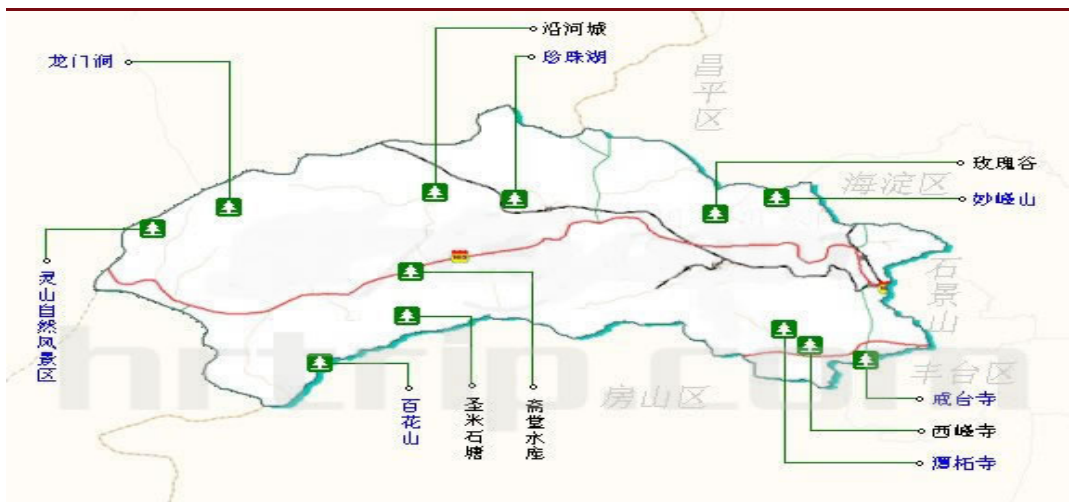 沿河城
龙门涧
珍珠湖
昌平区
玫瑰谷
海淀区
妙峰山
石景山
灵山自然风景区
hrtrip.com
房山区
丰台区
百花山
圣米石塘
斋堂水库
戒台寺
西峰寺
潭柘寺